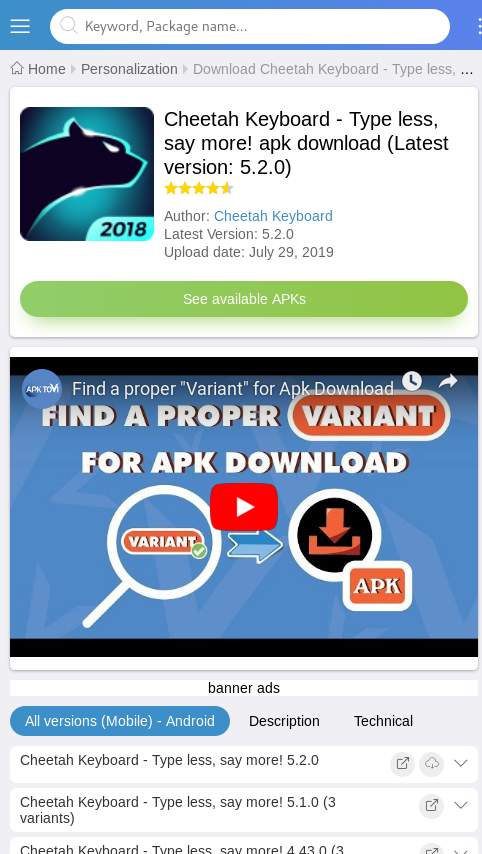 Keyword, Package name...
Home Personalization Download Cheetah Keyboard - Type less, ...
Cheetah Keyboard - Type less,
say more! apk download (Latest
version: 5.2.0)
2018
Author: Cheetah Keyboard
Latest Version: 5.2.0
Upload date: July 29, 2019
See available APKs
Find a proper "Variant" for Apk Download
FIND A PROPER VARIANT
FOR APK DOWNLOAD
VARIANT
APK
banner ads
All versions (Mobile) - Android Description Technical
Cheetah Keyboard - Type less, say more! 5.2.0
Cheetah Keyboard - Type less, say more! 5.1.0 (3
variants)
Cheetah Keyboard - Type less, say more! 4.43.0 (3